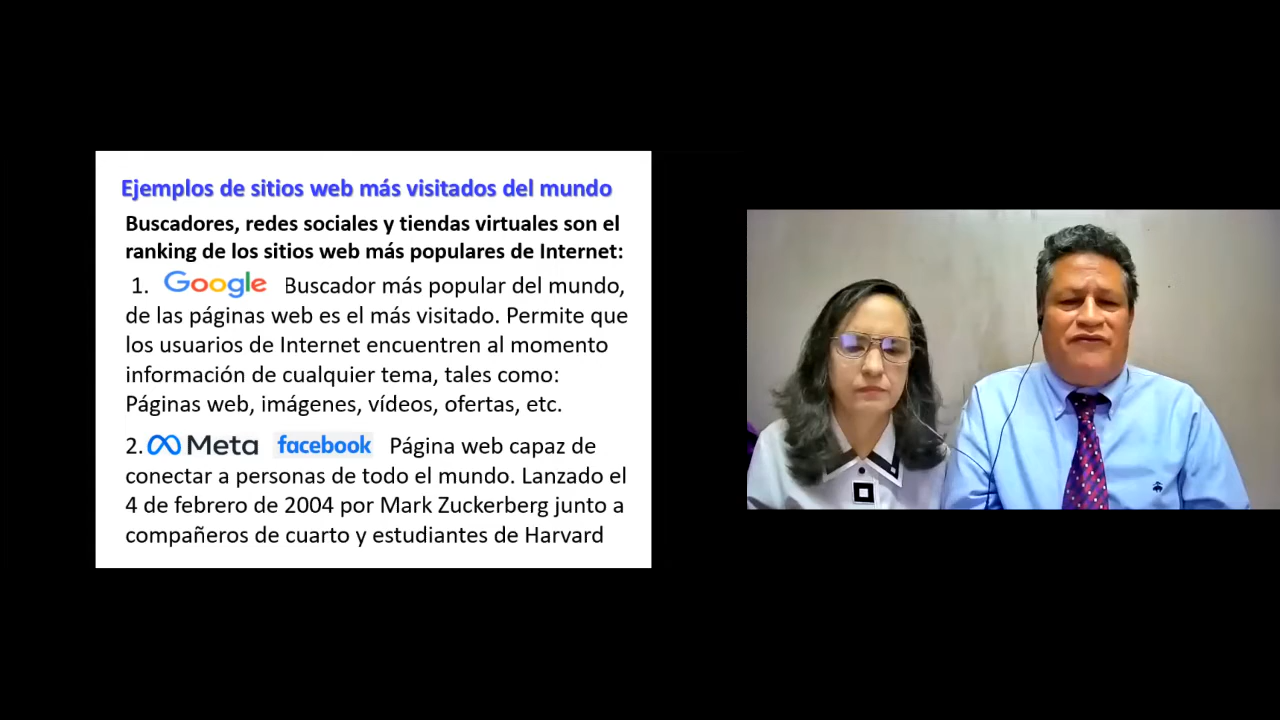 Ejemplos de sitios web más visitados del mundo
Buscadores, redes sociales y tiendas virtuales son el
ranking de los sitios web más populares de Internet:
1. Google Buscador más popular del mundo,
de las páginas web es el más visitado. Permite que
los usuarios de Internet encuentren al momento
información de cualquier tema, tales como:
Páginas web, imágenes, vídeos, ofertas, etc.
2. Meta facebook Página web capaz de
conectar a personas de todo el mundo. Lanzado el
4 de febrero de 2004 por Mark Zuckerberg junto a
compañeros de cuarto y estudiantes de Harvard